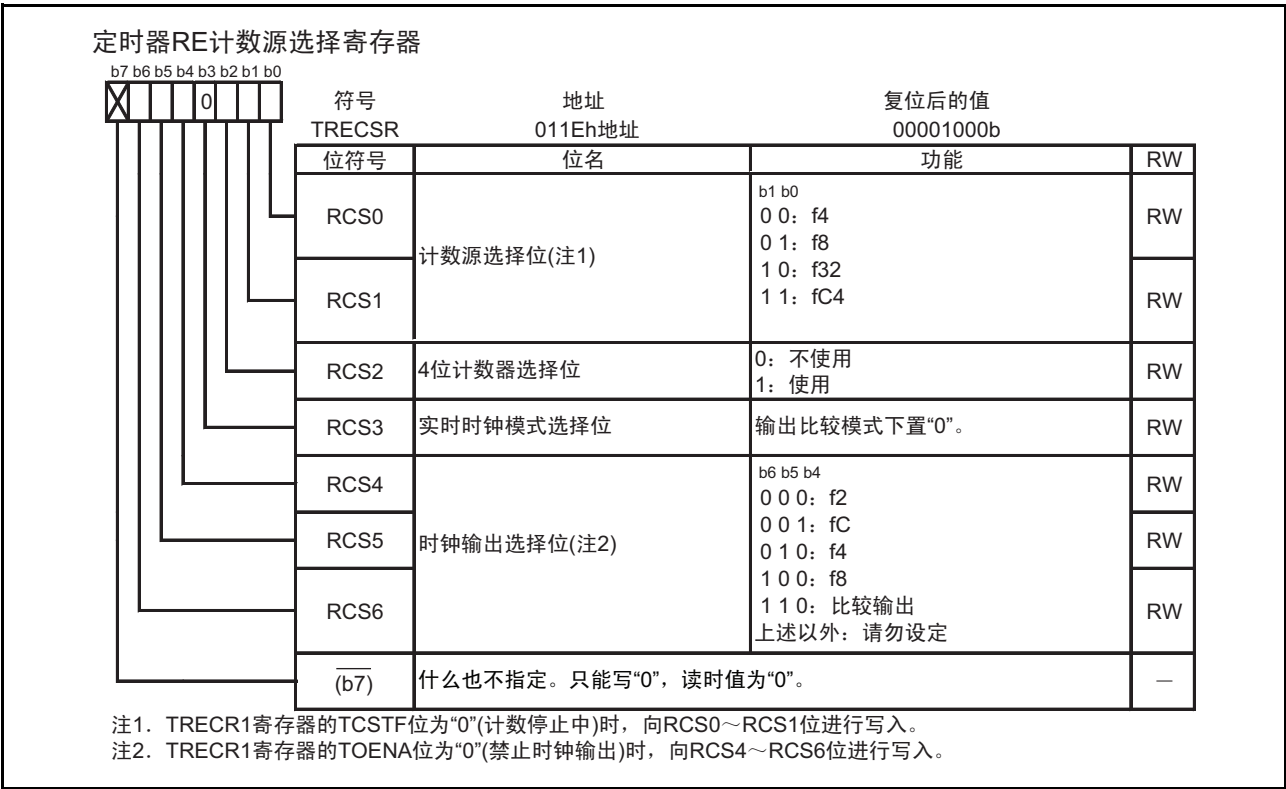 定时器RE计数源选择寄存器
b7 b6 b5 b4 b3 b2 b1 b0
0
符号 地址 复位后的值
TRECSR 011Eh地址 00001000b
位符号 位名 功能 RW
RCS0 RW
RCS1 RW
计数源选择位(注1)
b1 b0
0 0：f4
0 1：f8
1 0：f32
1 1：fC4
RCS2 4位计数器选择位 RW
0：不使用
1：使用
RCS3 实时时钟模式选择位 输出比较模式下置“0”。 RW
RCS4 RW
RCS5 RW
RCS6 RW
时钟输出选择位(注2)
b6 b5 b4
0 0 0：f2
0 0 1：fC
0 1 0：f4
1 0 0：f8
1 1 0：比较输出
上述以外：请勿设定
(b7) 什么也不指定。只能写“0”，读时值为“0”。 —
注1．TRECR1寄存器的TCSTF位为“0”(计数停止中)时，向RCS0～RCS1位进行写入。
注2．TRECR1寄存器的TOENA位为“0”(禁止时钟输出)时，向RCS4～RCS6位进行写入。